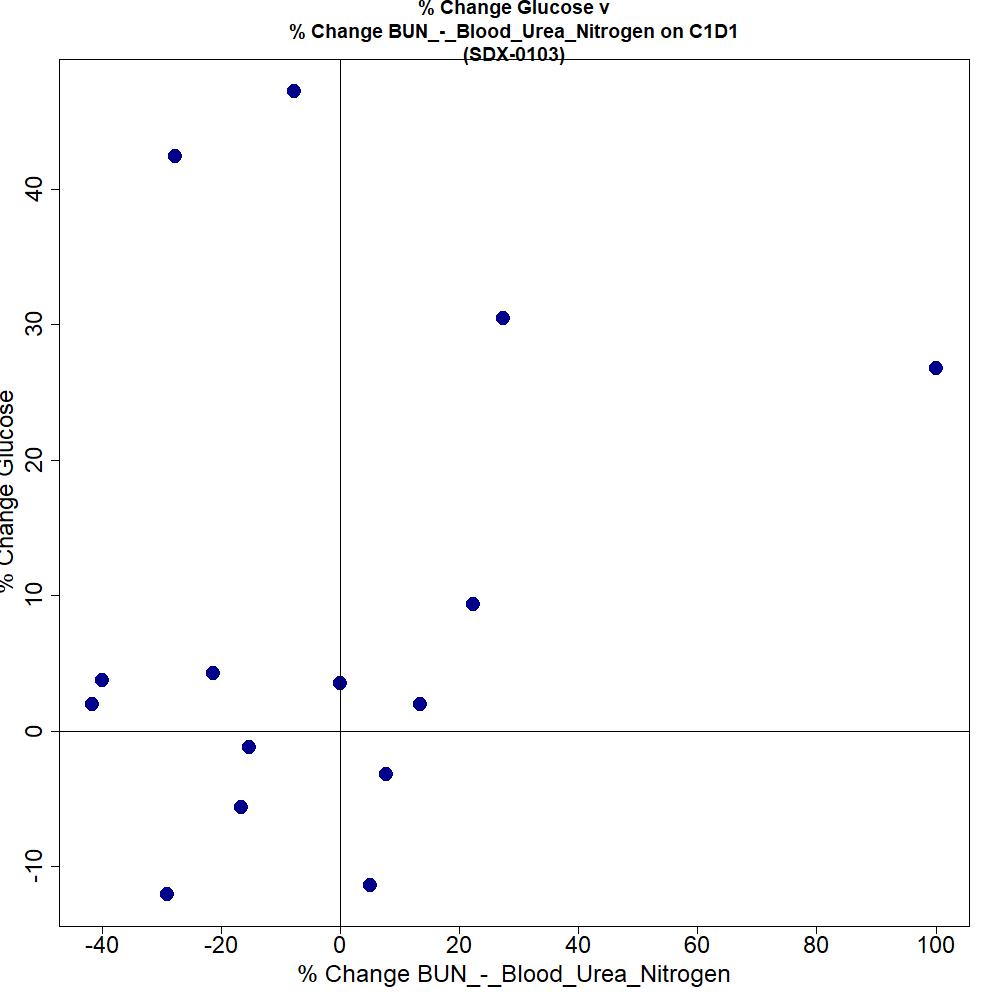 % Change Glucose v
% Change BUN_-_Blood_Urea_Nitrogen on C1D1
(SDX-0103)
% Change Glucose
40
30
20
10
0
-10
-40 -20 0 20 40 60 80 100
% Change BUN_-_Blood_Urea_Nitrogen